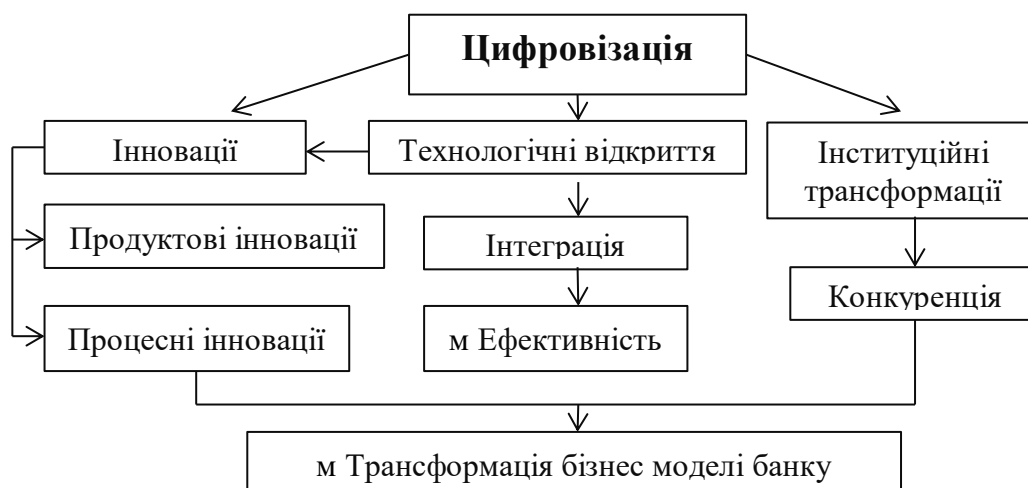 Цифровізація
Інновації
Технологічні відкриття
Інституційні
трансформації
Продуктові інновації
Інтеграція
Конкуренція
Процесні інновації
м Ефективність
м Трансформація бізнес моделі банку